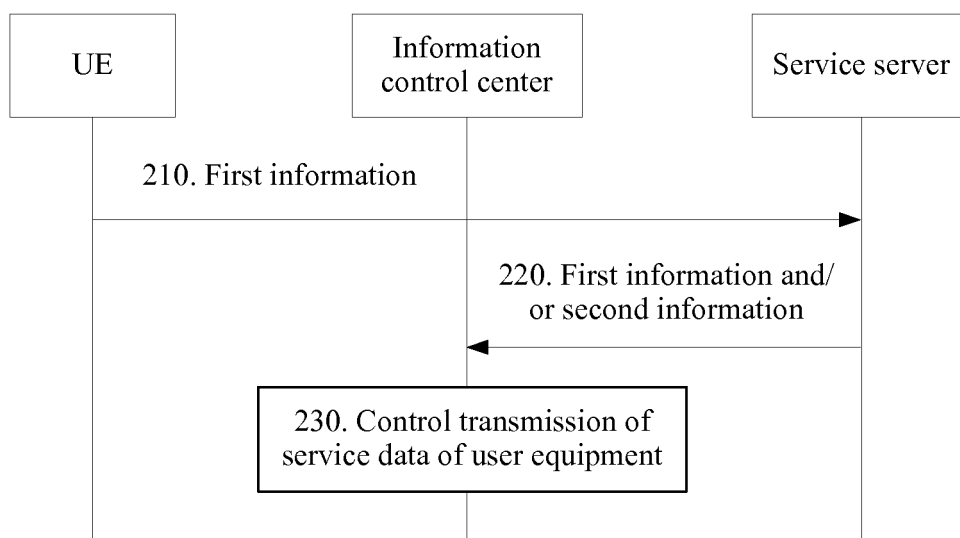 UE
Information
control center
Service server
210. First information
220. First information and/
or second information
230. Control transmission of
service data of user equipment